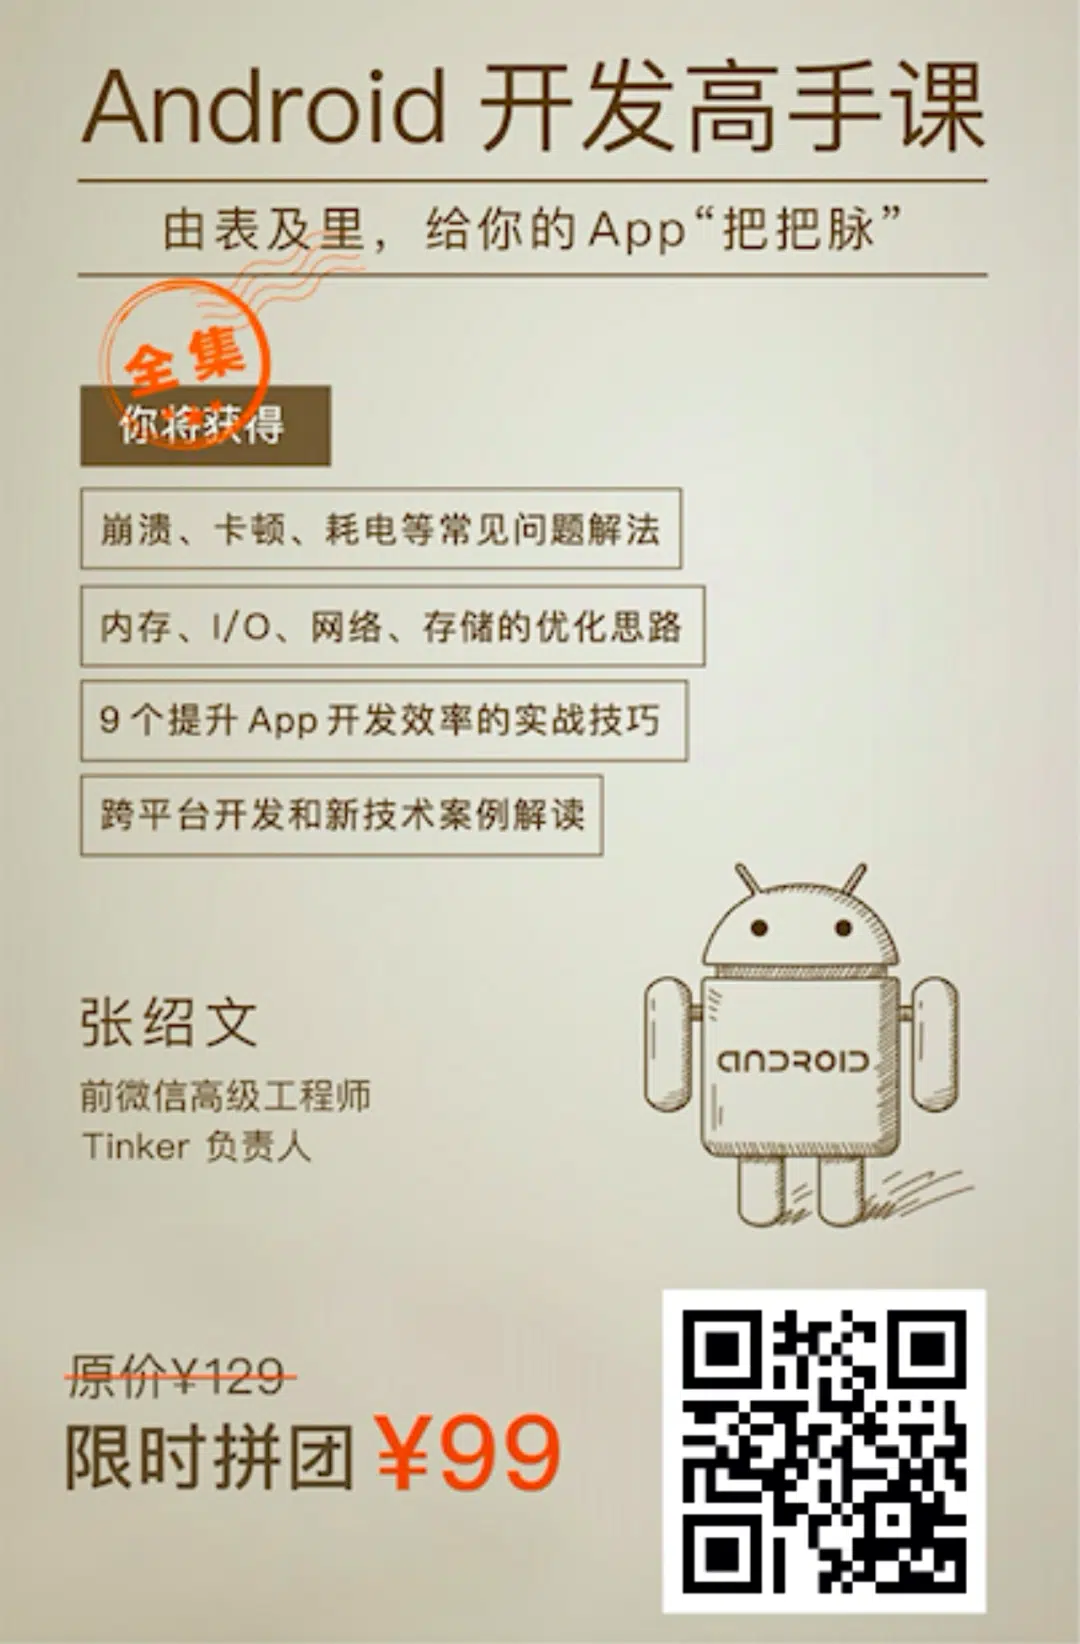 Android 开发高手课
由表及里，给你的App“把把脉”
全集
你将获得
崩溃、卡顿、耗电等常见问题解法
内存、I/O、网络、存储的优化思路
9个提升App开发效率的实战技巧
跨平台开发和新技术案例解读
ANDROID
张绍文
前微信高级工程师
Tinker 负责人
原价¥129
限时拼团 ¥99